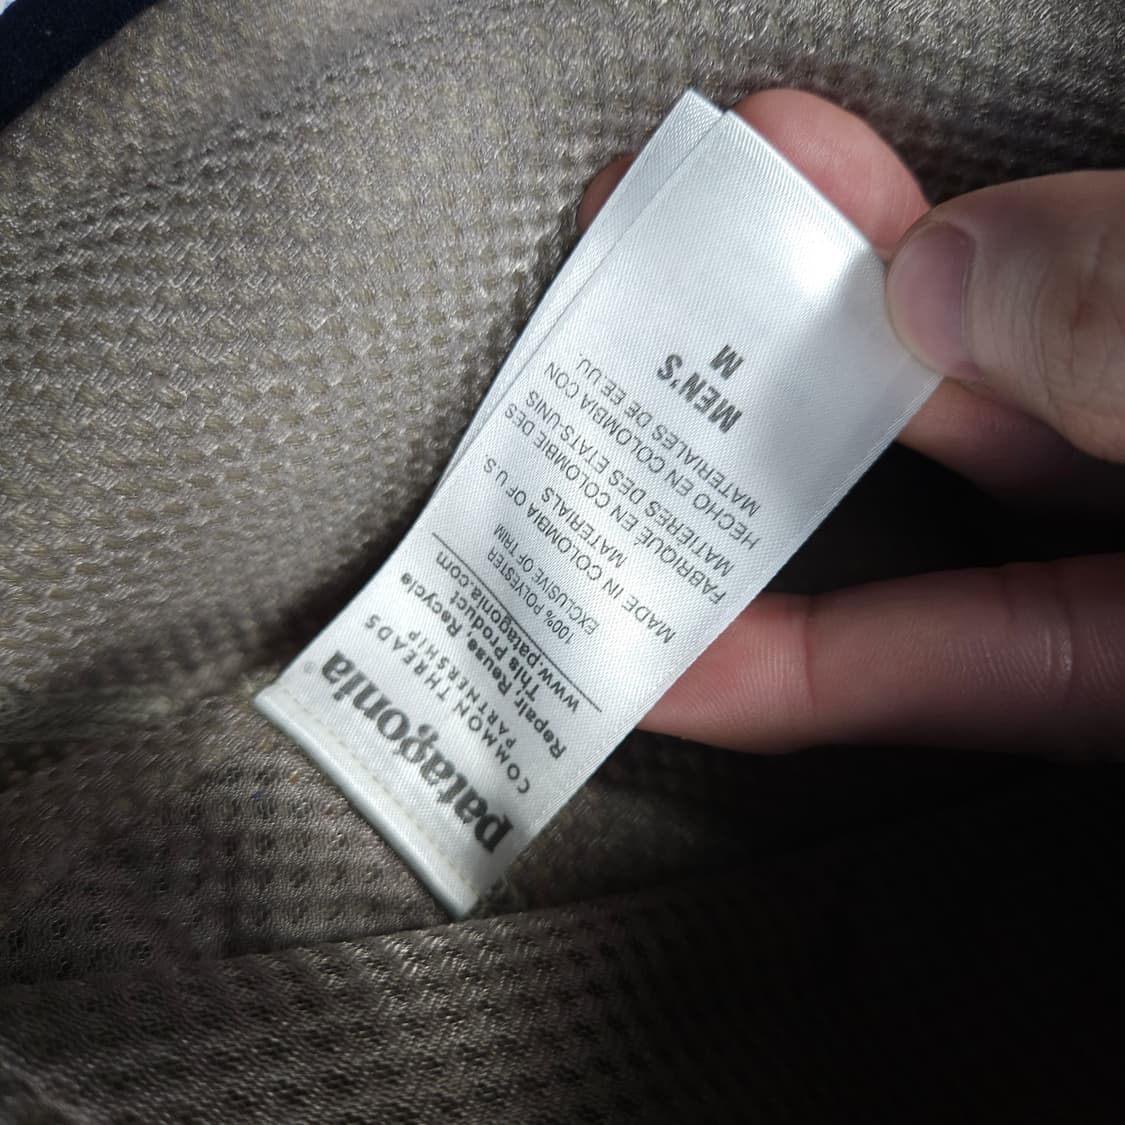 patagonia®
COMMON THREADS
PARTNERSHIP
Repair, Reuse, Recycle
This Product
www.patagonia.com
100% POLYESTER
EXCLUSIVE OF TRIM
MADE IN COLOMBIA OF U.S.
MATERIALS
FABRIQUÉ EN COLOMBIE DES
MATIÈRES DES ETATS-UNIS
HECHO EN COLOMBIA CON
MATERIALES DE EE.UU.
MEN'S
M